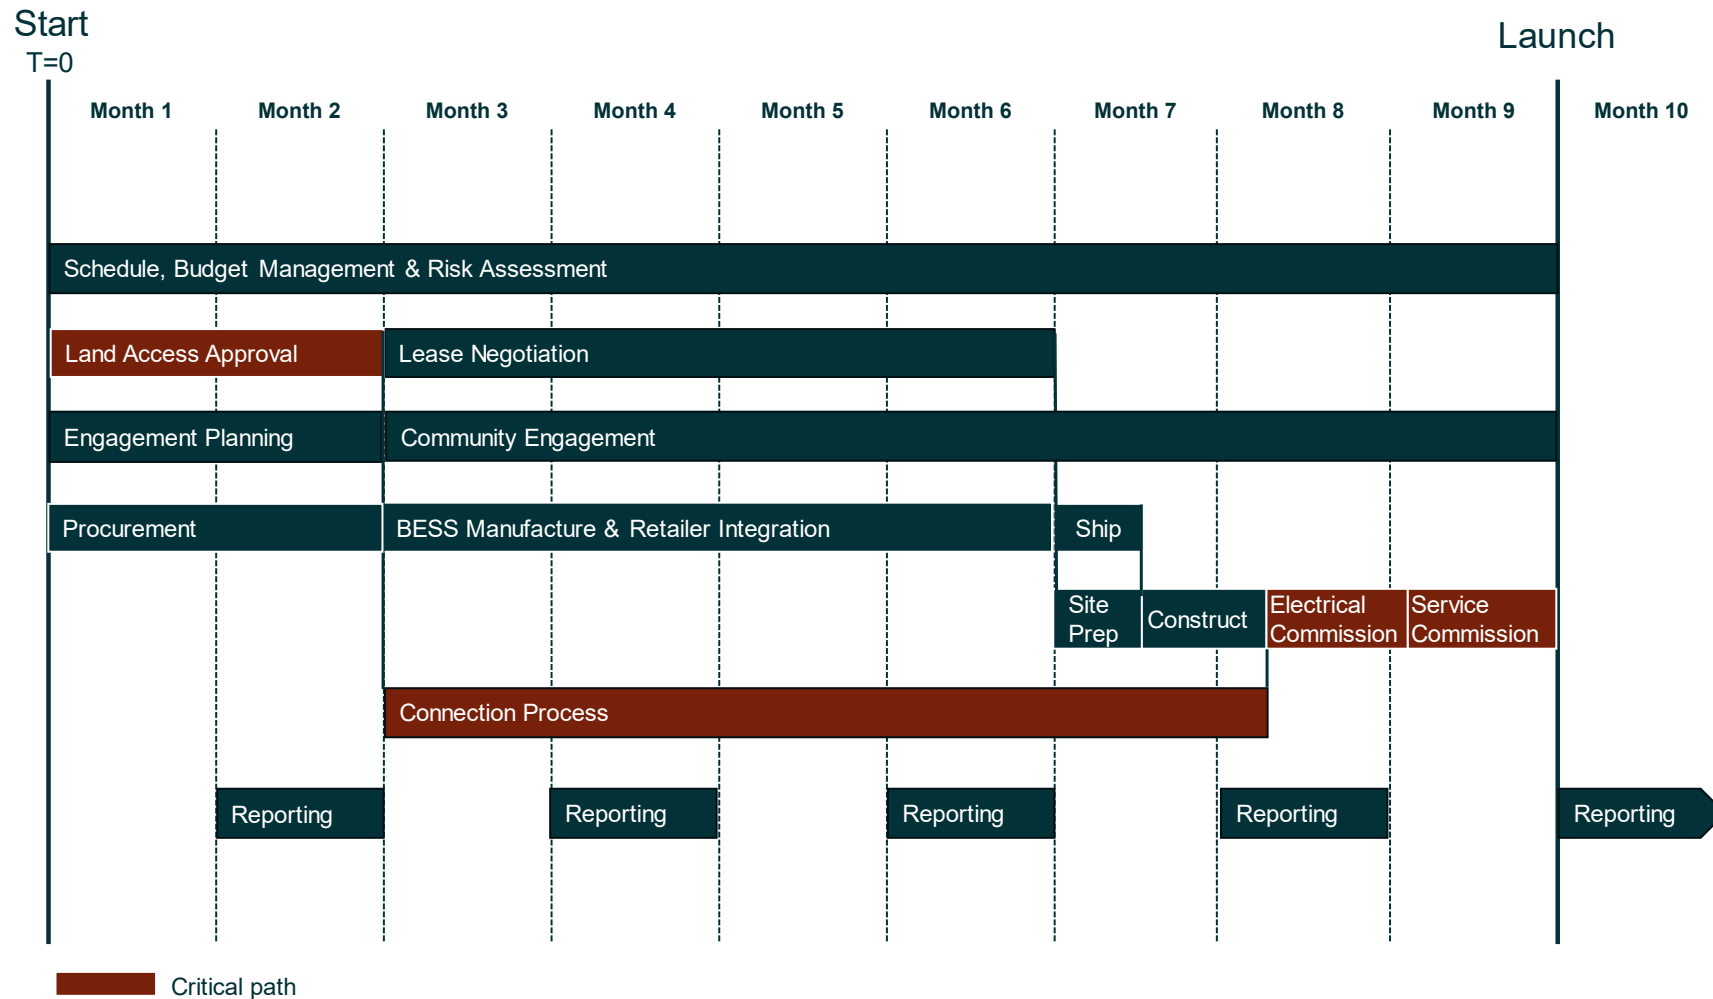 Start
T=0
Launch
Month 1
Month 2
Month 3
Month 4
Month 5
Month 6
Month 7
Month 8
Month 9
Month 10
Schedule, Budget Management & Risk Assessment
Land Access Approval
Lease Negotiation
Engagement Planning
Community Engagement
Procurement
BESS Manufacture & Retailer Integration
Ship
Site
Prep
Construct
Electrical
Commission
Service
Commission
Connection Process
Reporting
Reporting
Reporting
Reporting
Reporting
Critical path